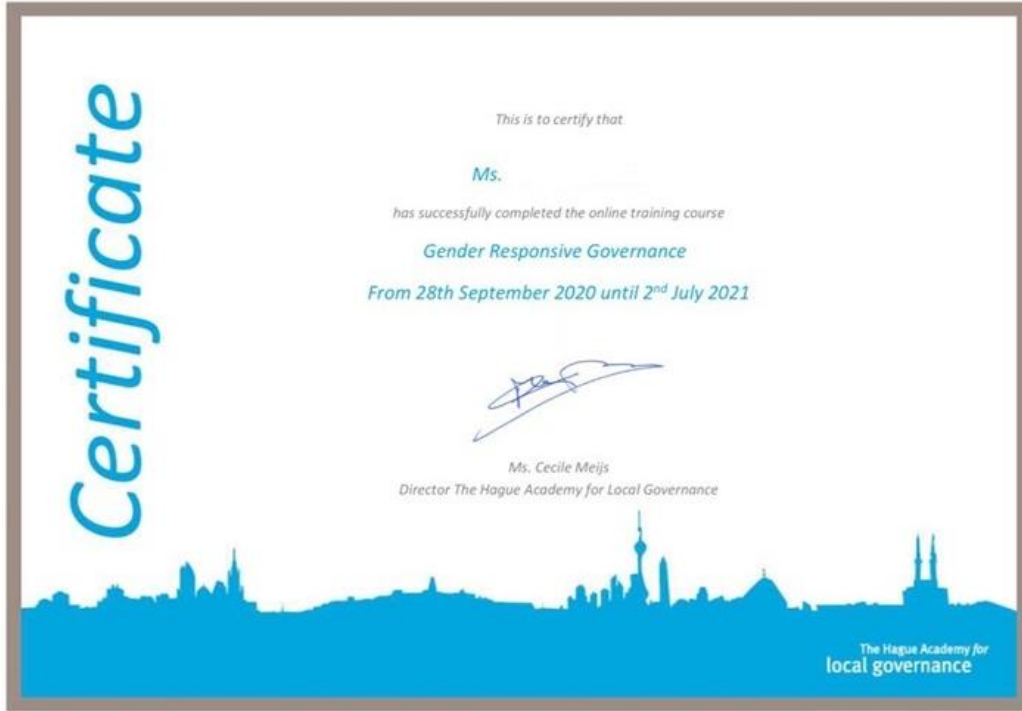 Certificate
This is to certify that
Ms.
has successfully completed the online training course
Gender Responsive Governance
From 28th September 2020 until 2nd July 2021
Ms. Cecile Meijs
Director The Hague Academy for Local Governance
The Hague Academy for
local governance